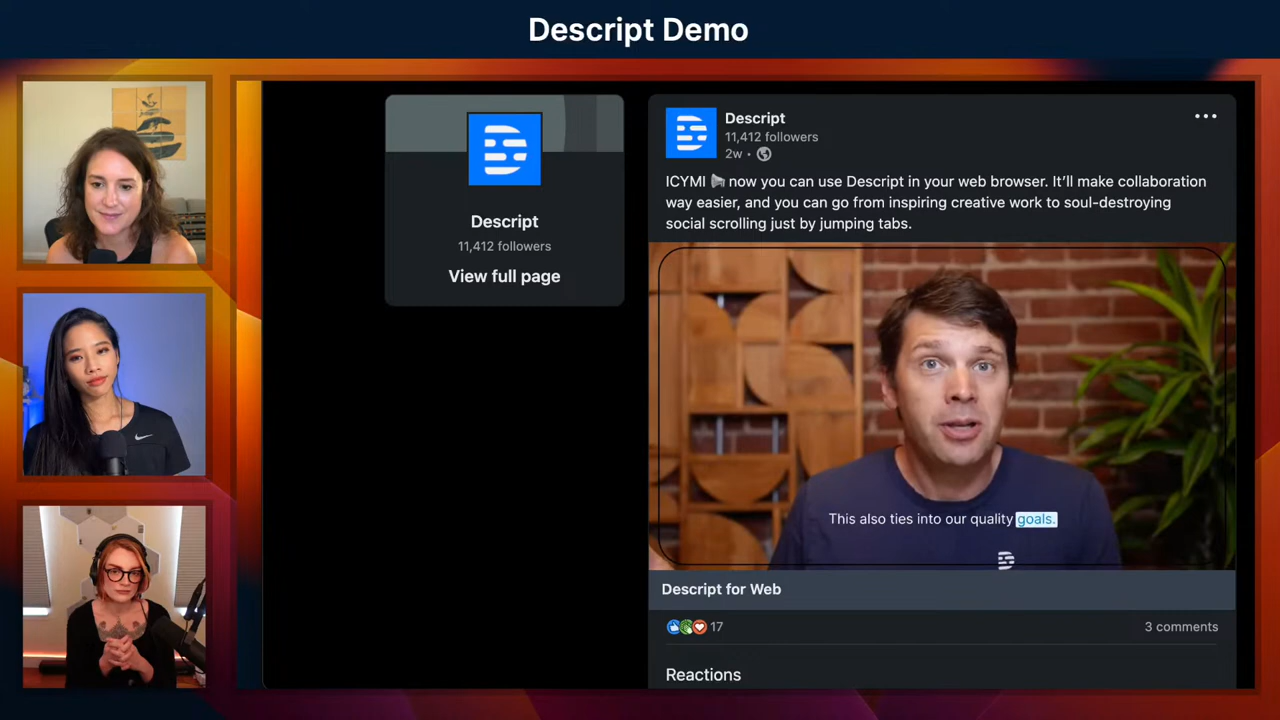 Descript Demo
Descript
11,412 followers
View full page
Descript
11,412 followers
2w •
ICYMI now you can use Descript in your web browser. It’ll make collaboration
way easier, and you can go from inspiring creative work to soul-destroying
social scrolling just by jumping tabs.
This also ties into our quality goals.
Descript for Web
17
3 comments
Reactions